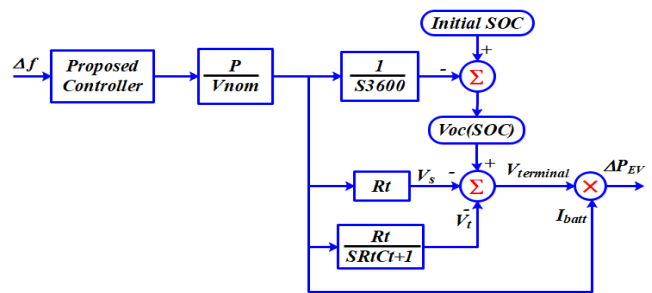 Initial SOC
Δf
Proposed
Controller
P
Vnom
1
S3600
-
+
Σ
Voc(SOC)
+
Rt
Vs
-
Σ
Vterminal
×
ΔPEV
-
Vt
Ibatt
Rt
SRtCt+1